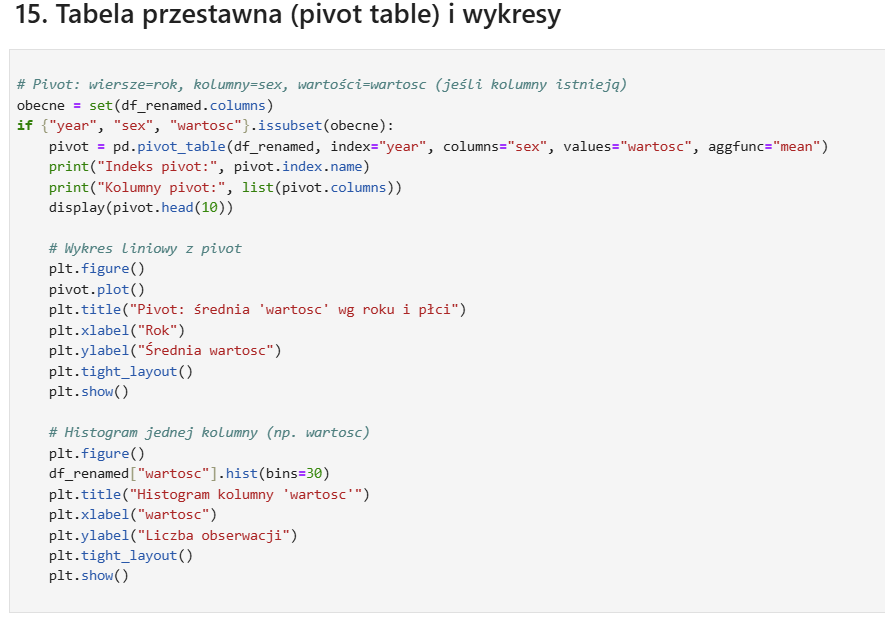 15. Tabela przestawna (pivot table) i wykresy
# Pivot: wiersze=rok, kolumny=sex, wartości=wartosc (jeśli kolumny istnieją)
obecne = set(df_renamed.columns)
if {"year", "sex", "wartosc"}.issubset(obecne):
    pivot = pd.pivot_table(df_renamed, index="year", columns="sex", values="wartosc", aggfunc="mean")
    print("Indeks pivot:", pivot.index.name)
    print("Kolumny pivot:", list(pivot.columns))
    display(pivot.head(10))

    # Wykres liniowy z pivot
    plt.figure()
    pivot.plot()
    plt.title("Pivot: średnia 'wartosc' wg roku i płci")
    plt.xlabel("Rok")
    plt.ylabel("Średnia wartosc")
    plt.tight_layout()
    plt.show()

    # Histogram jednej kolumny (np. wartosc)
    plt.figure()
    df_renamed["wartosc"].hist(bins=30)
    plt.title("Histogram kolumny 'wartosc'")
    plt.xlabel("wartosc")
    plt.ylabel("Liczba obserwacji")
    plt.tight_layout()
    plt.show()